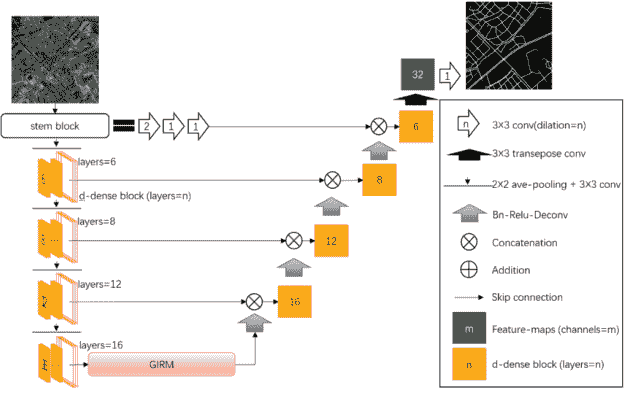 32
1
stem block
2
1
1
6
layers=6
d-dense block (layers=n)
8
layers=8
12
layers=12
16
layers=16
GIRM
n
3×3 conv(dilation=n)
3×3 transepose conv
2×2 ave-pooling + 3×3 conv
Bn-Relu-Deconv
Concatenation
Addition
Skip connection
m
Feature-maps (channels=m)
n
d-dense block (layers=n)